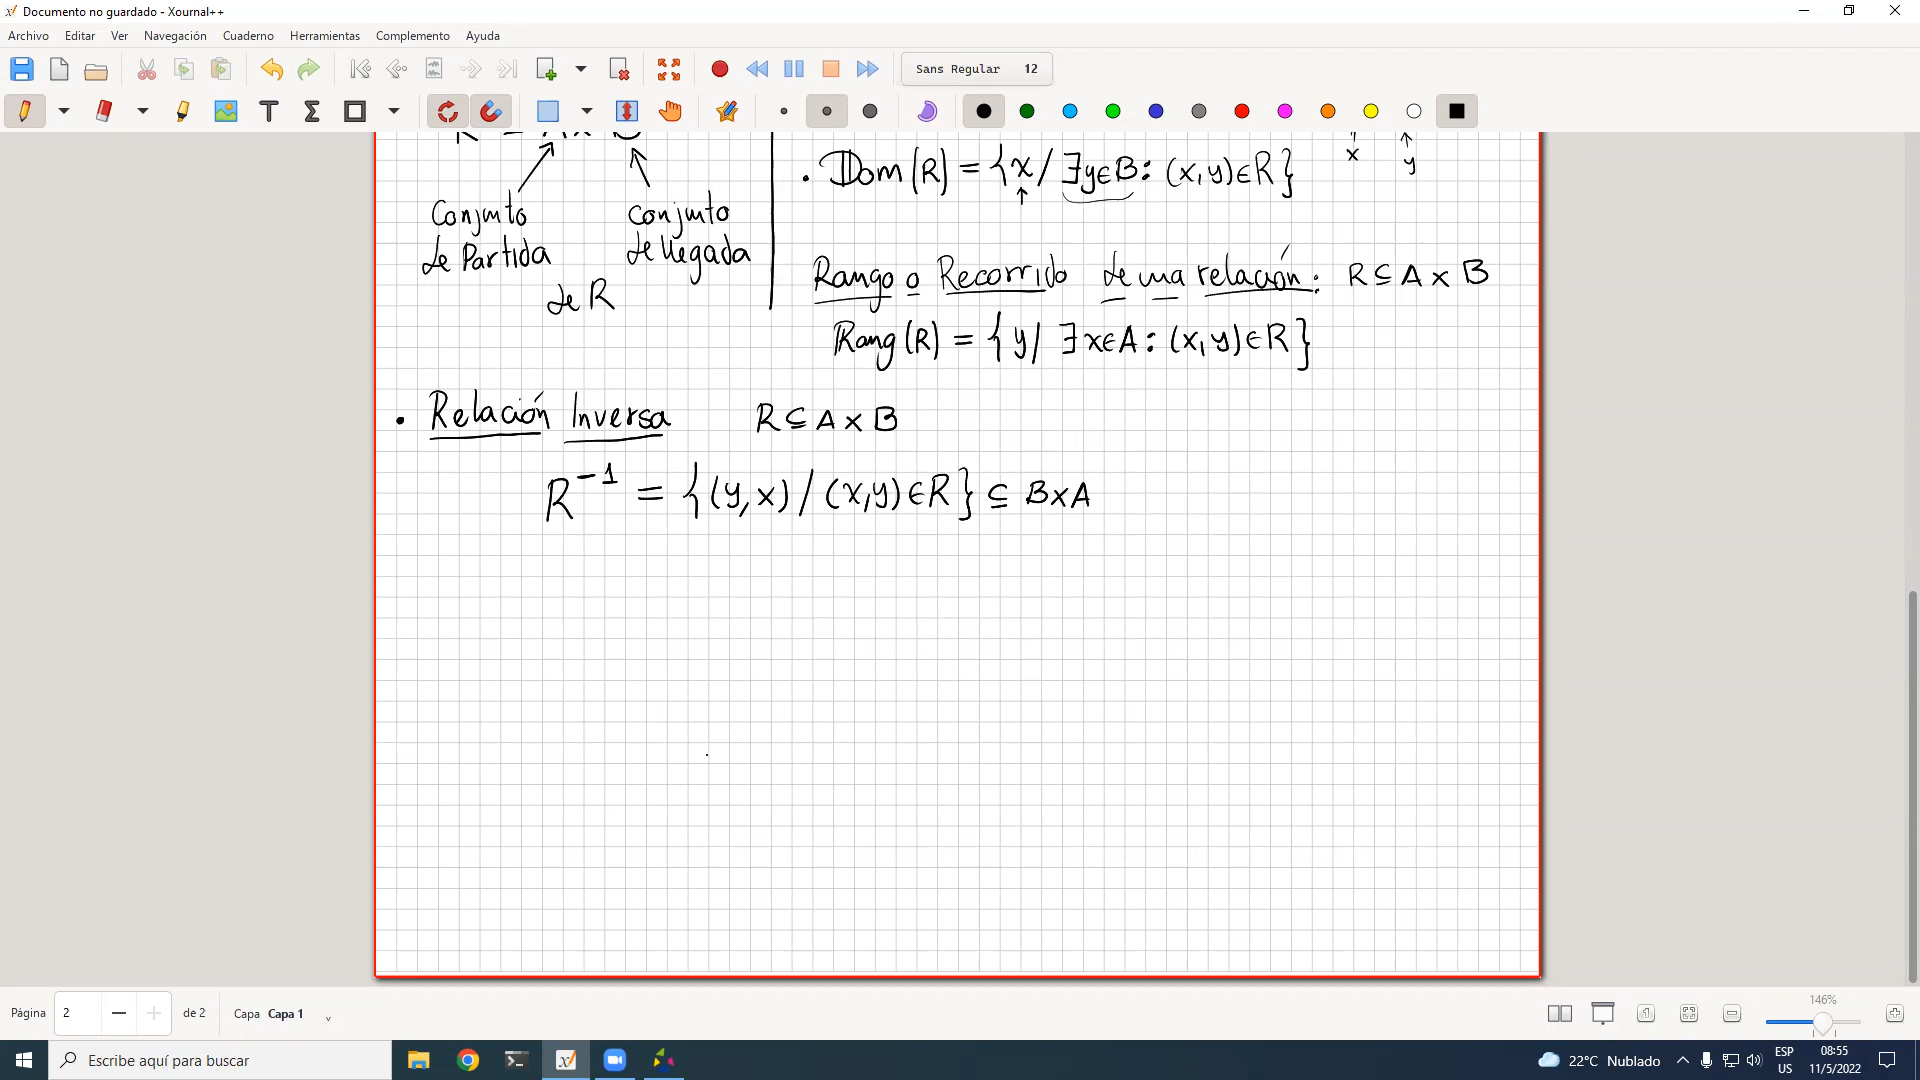 Documento no guardado - Xournal++
Archivo Editar Ver Navegación Cuaderno Herramientas Complemento Ayuda
Sans Regular 12
x
y
• Dom(R) = {x / ∃y∈B: (x,y)∈R}
Conjunto
de Partida
Conjunto
de llegada
de R
Rango o Recorrido de una relación: R ⊆ A x B
Rang(R) = {y / ∃x∈A: (x,y)∈R}
• Relación Inversa R ⊆ A x B
R⁻¹ = {(y,x) / (x,y)∈R} ⊆ BxA
Página 2 de 2 Capa Capa 1
146%
Escribe aquí para buscar
22°C Nublado
ESP
US
08:55
11/5/2022